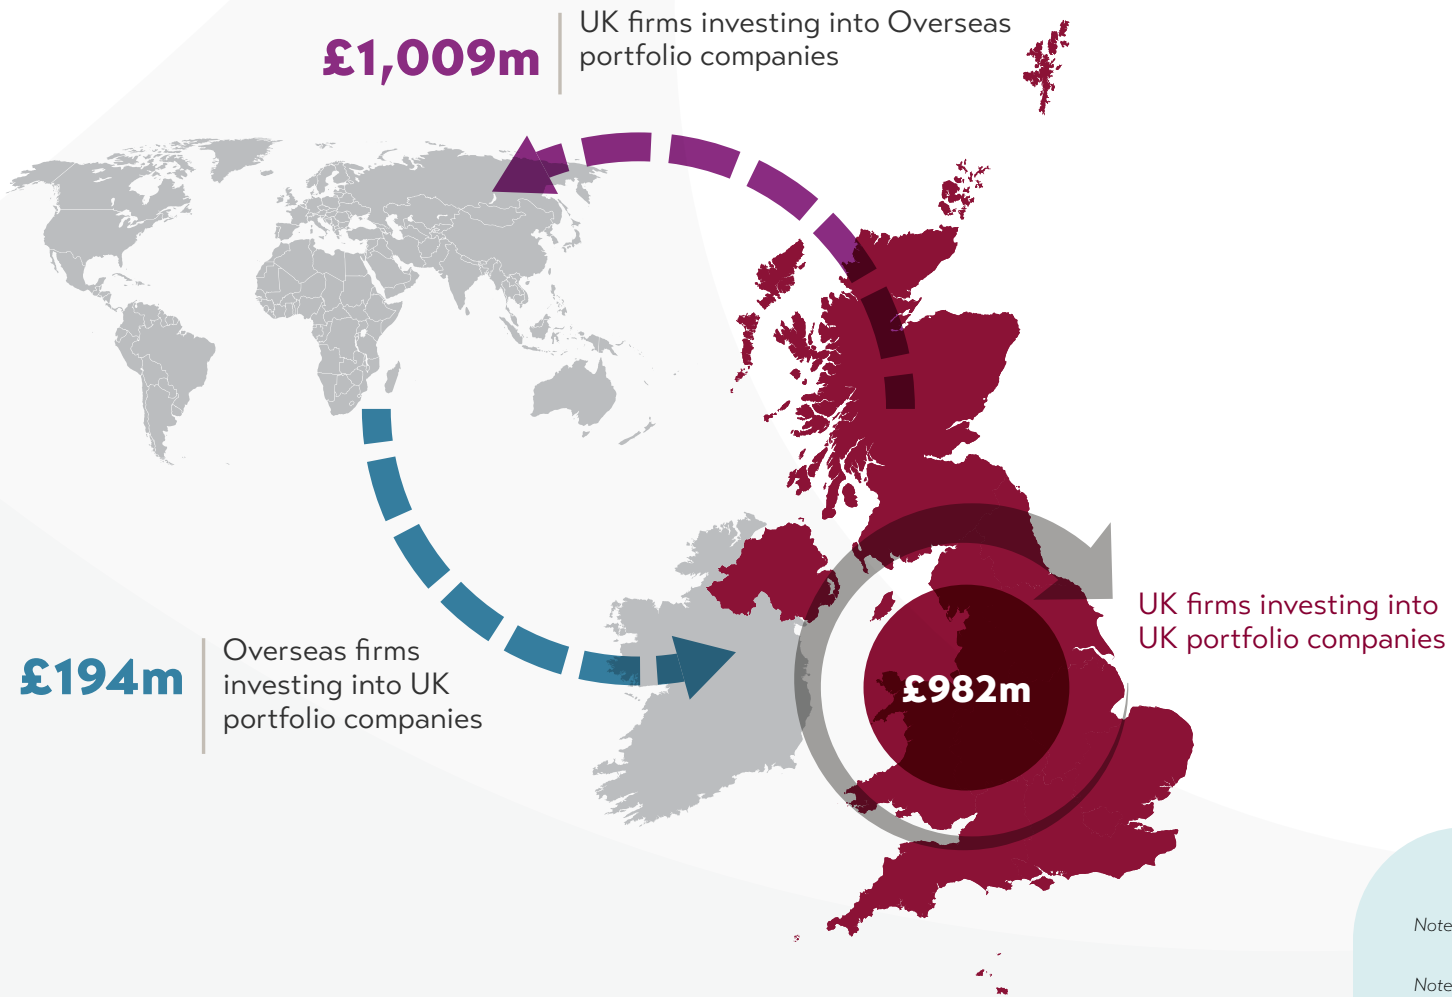 £1,009m
UK firms investing into Overseas
portfolio companies
UK firms investing into
UK portfolio companies
£982m
£194m
Overseas firms
investing into UK
portfolio companies
Note
Note